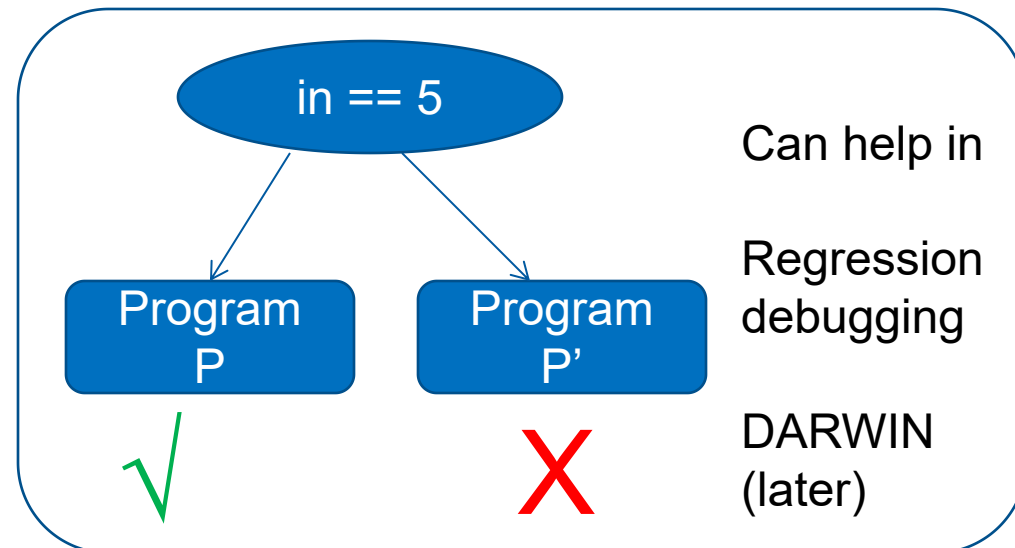 in == 5
Can help in
Program
P
Program
P’
Regression
debugging
√
X
DARWIN
(later)